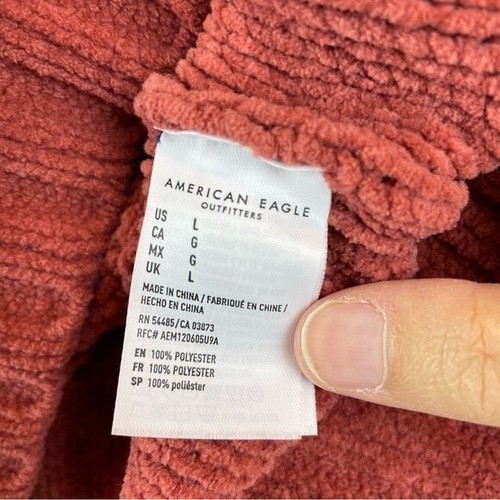 AMERICAN EAGLE
OUTFITTERS
US L
CA G
MX G
UK L
MADE IN CHINA / FABRIQUÉ EN CHINE /
HECHO EN CHINA
RN 54485/CA 03873
RFC# AEM120605U9A
EN 100% POLYESTER
FR 100% POLYESTER
SP 100% poliéster